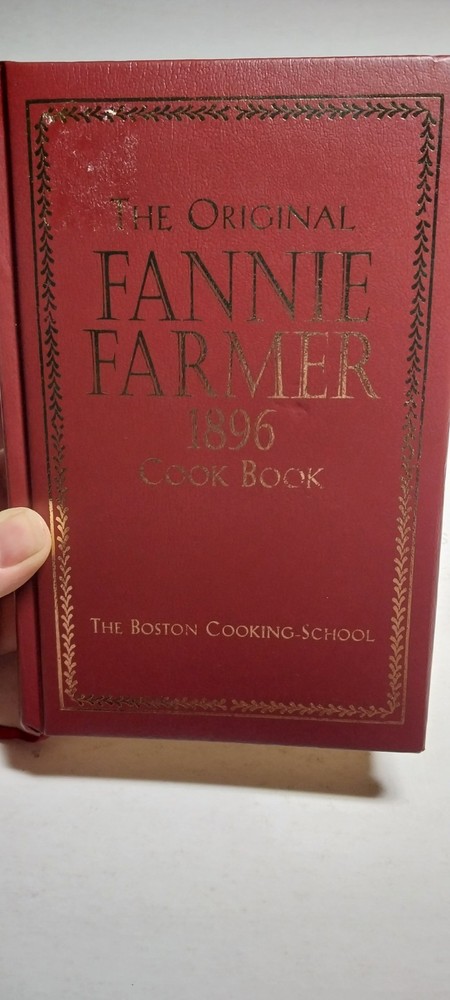 THE ORIGINAL
FANNIE
FARMER
1896
COOK BOOK
THE BOSTON COOKING-SCHOOL